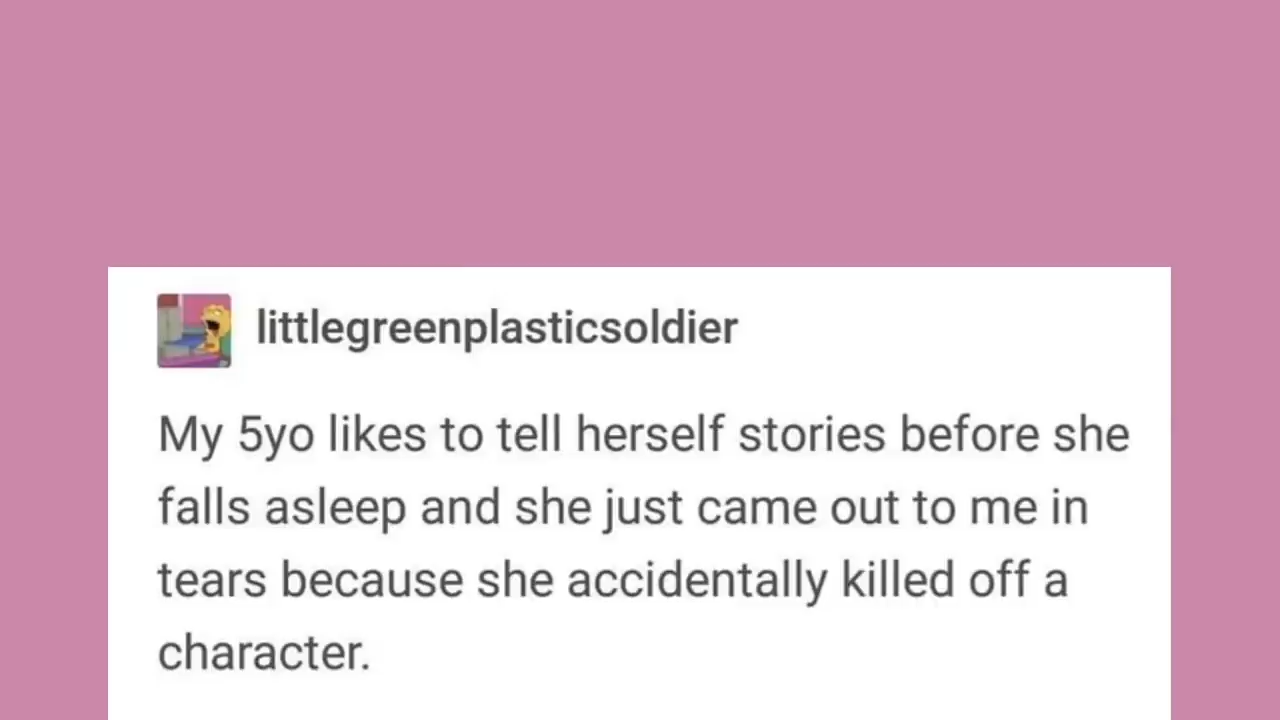 littlegreenplasticsoldier
My 5yo likes to tell herself stories before she
falls asleep and she just came out to me in
tears because she accidentally killed off a
character.